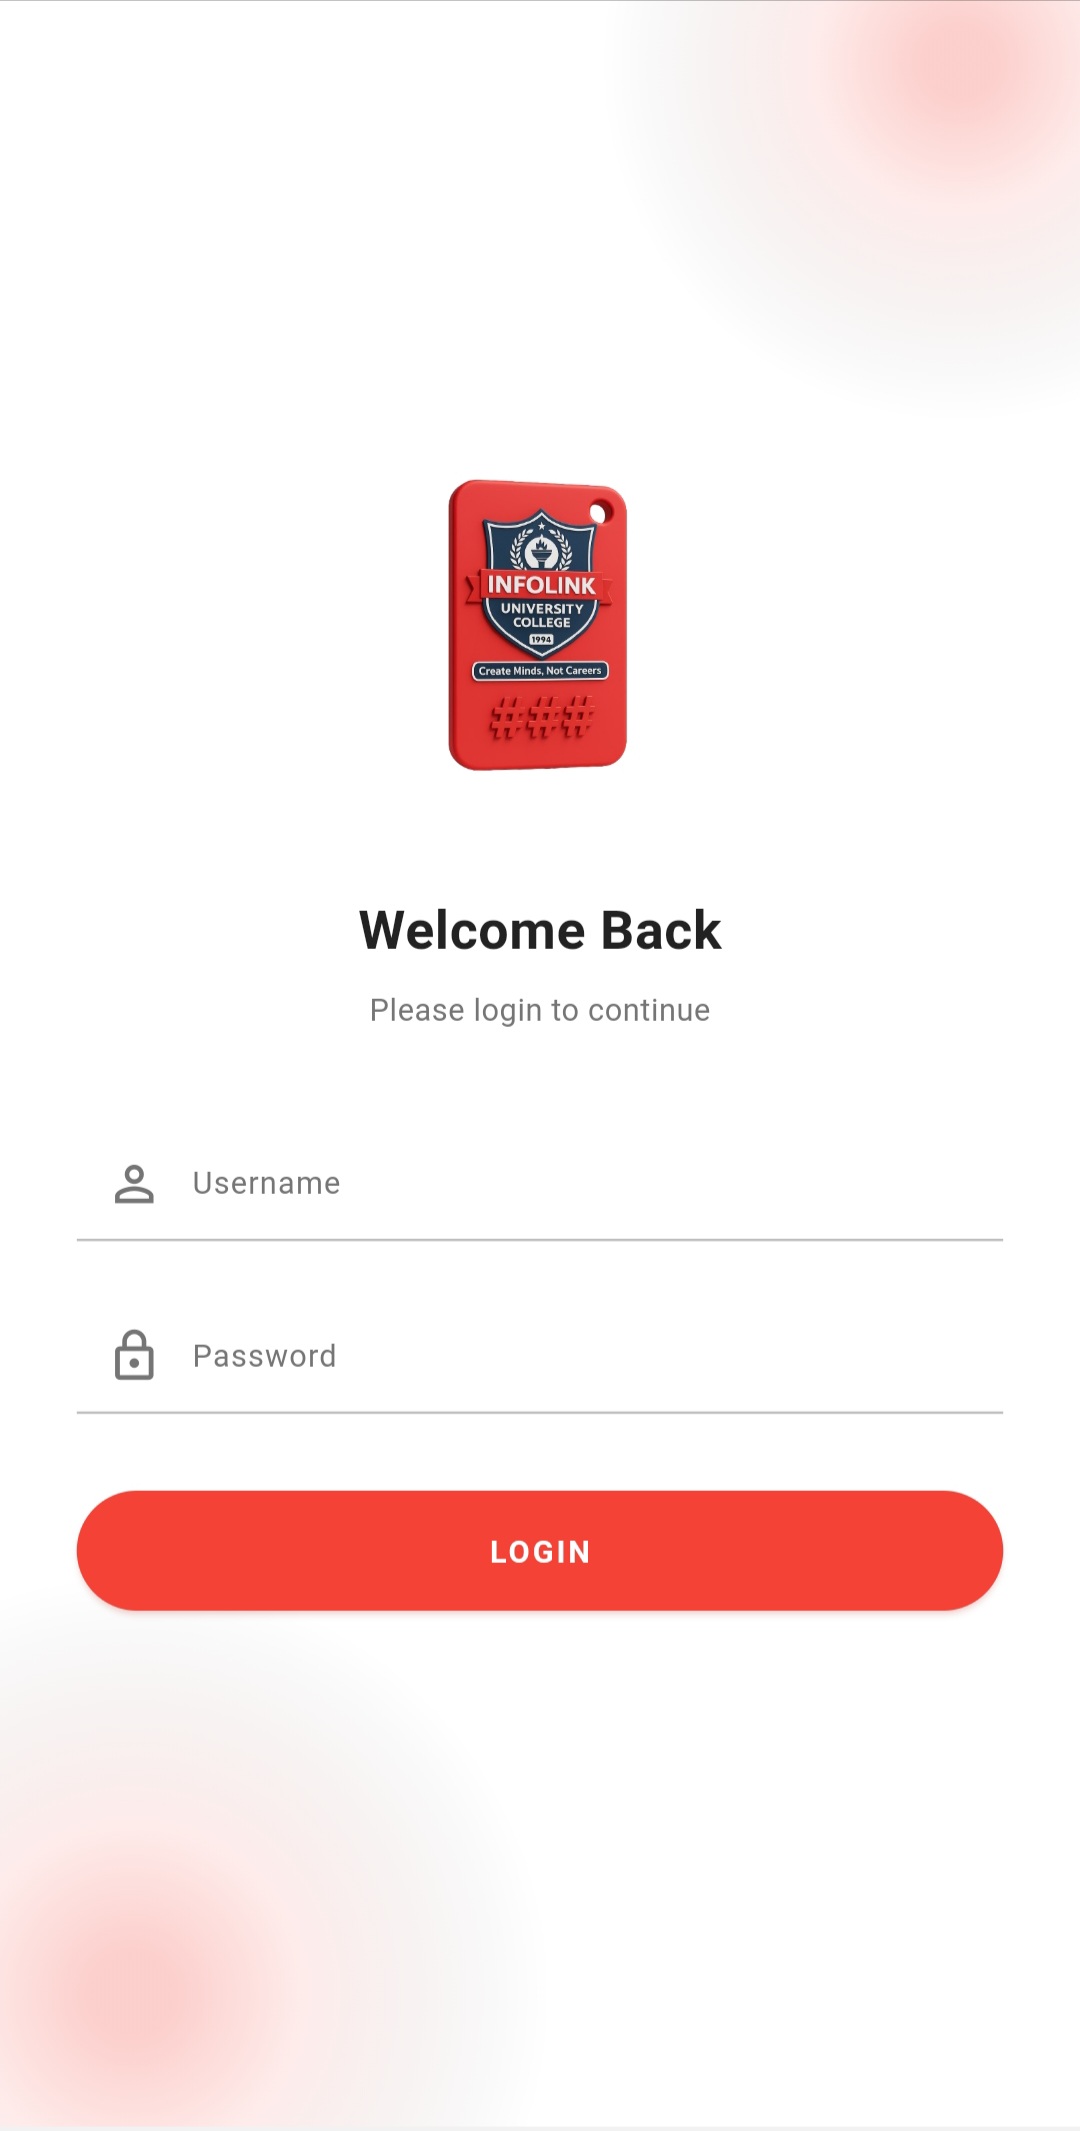 INFOLINK
UNIVERSITY
COLLEGE
1994
Create Minds, Not Careers
###
Welcome Back
Please login to continue
Username
Password
LOGIN